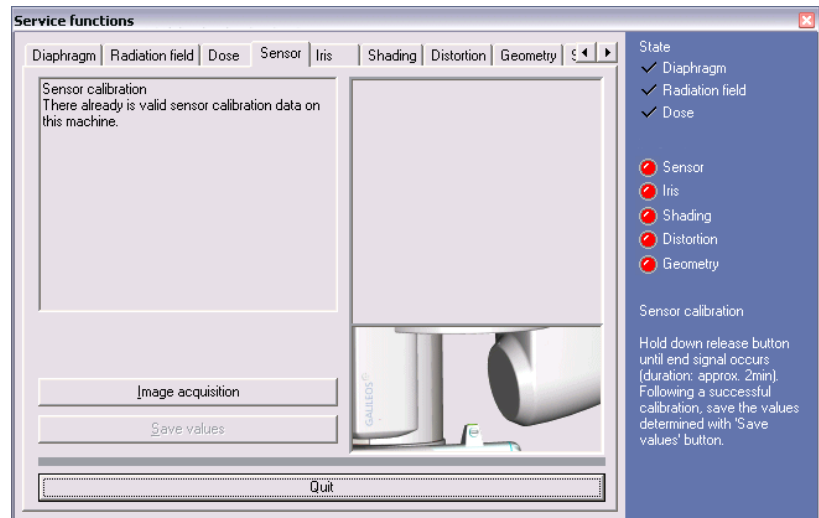 Service functions
Diaphragm
Radiation field
Dose
Sensor
Iris
Shading
Distortion
Geometry
Sensor calibration
There already is valid sensor calibration data on
this machine.
Image acquisition
Save values
GALILEOS
Quit
State
Diaphragm
Radiation field
Dose
Sensor
Iris
Shading
Distortion
Geometry
Sensor calibration
Hold down release button
until end signal occurs
(duration: approx. 2min).
Following a successful
calibration, save the values
determined with 'Save
values' button.